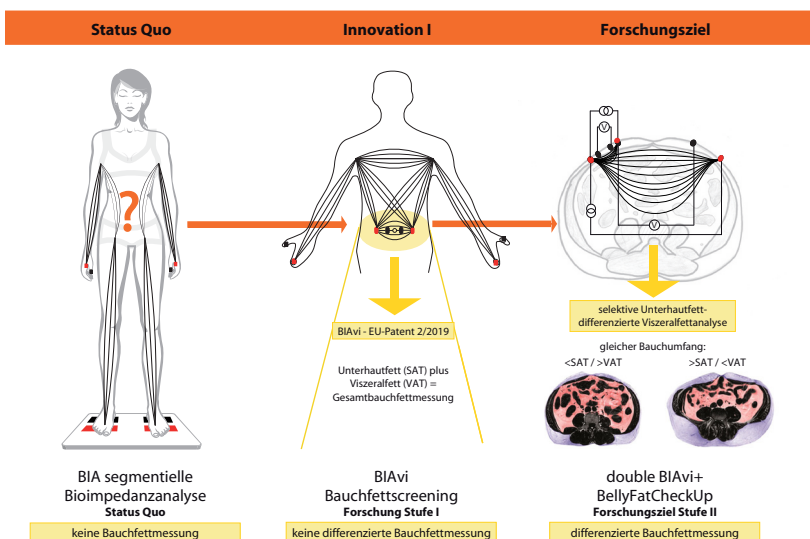 Status Quo
Innovation I
Forschungsziel
?
V
V
BIAvi - EU-Patent 2/2019
Unterhautfett (SAT) plus
Viszeralfett (VAT) =
Gesamtbauchfettmessung
selektive Unterhautfett-
differenzierte Viszeralfettanalyse
gleicher Bauchumfang:
<SAT / >VAT
>SAT / <VAT
BIA segmentielle
Bioimpedanzanalyse
Status Quo
keine Bauchfettmessung
BIAvi
Bauchfettscreening
Forschung Stufe I
keine differenzierte Bauchfettmessung
double BIAvi+
BellyFatCheckUp
Forschungsziel Stufe II
differenzierte Bauchfettmessung